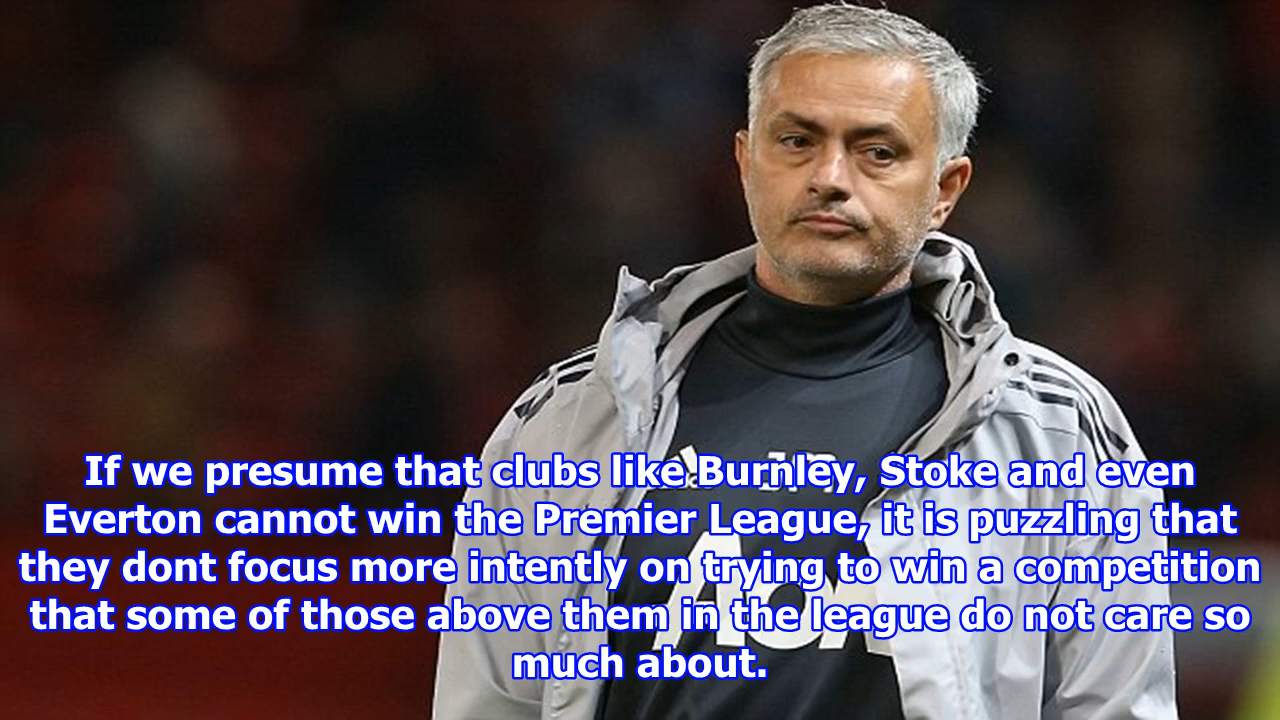 If we presume that clubs like Burnley, Stoke and even
Everton cannot win the Premier League, it is puzzling that
they dont focus more intently on trying to win a competition
that some of those above them in the league do not care so
much about.
AON